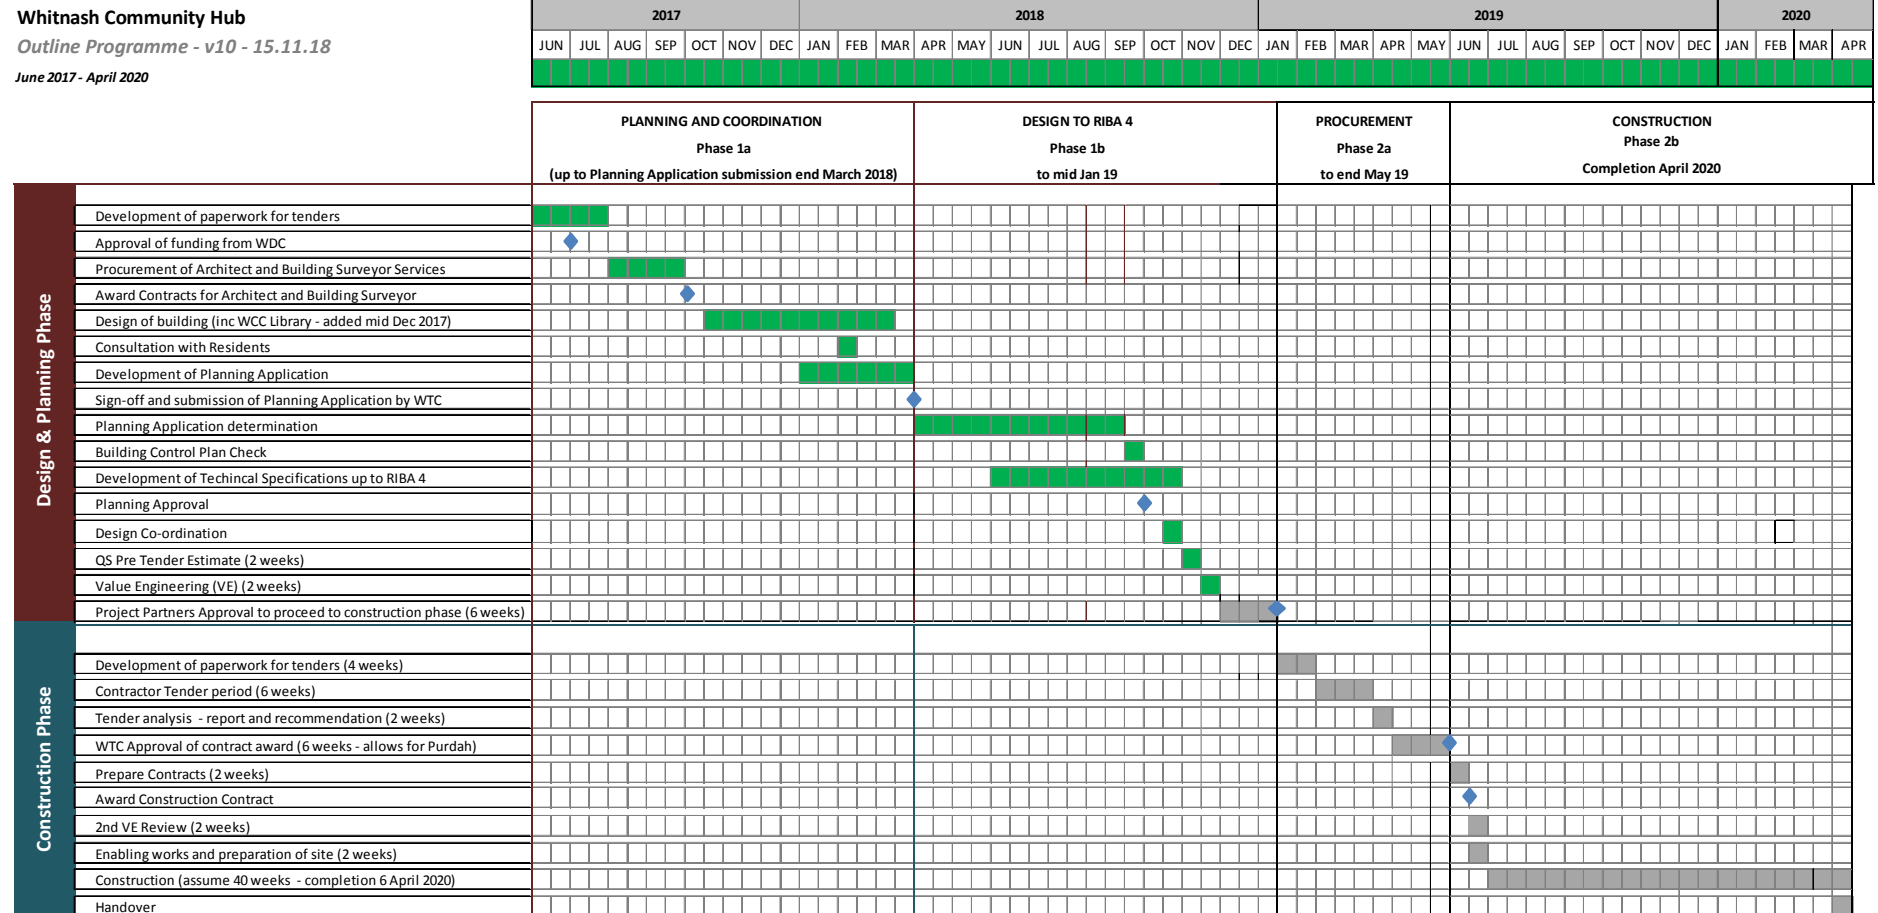 Whitnash Community Hub
Outline Programme - v10 - 15.11.18
June 2017 - April 2020
2017 2018 2019 2020
JUN JUL AUG SEP OCT NOV DEC JAN FEB MAR APR MAY JUN JUL AUG SEP OCT NOV DEC JAN FEB MAR APR MAY JUN JUL AUG SEP OCT NOV DEC JAN FEB MAR APR
PLANNING AND COORDINATION
Phase 1a
(up to Planning Application submission end March 2018)
DESIGN TO RIBA 4
Phase 1b
to mid Jan 19
PROCUREMENT
Phase 2a
to end May 19
CONSTRUCTION
Phase 2b
Completion April 2020
Design & Planning Phase
Development of paperwork for tenders
Approval of funding from WDC
Procurement of Architect and Building Surveyor Services
Award Contracts for Architect and Building Surveyor
Design of building (inc WCC Library - added mid Dec 2017)
Consultation with Residents
Development of Planning Application
Sign-off and submission of Planning Application by WTC
Planning Application determination
Building Control Plan Check
Development of Techincal Specifications up to RIBA 4
Planning Approval
Design Co-ordination
QS Pre Tender Estimate (2 weeks)
Value Engineering (VE) (2 weeks)
Project Partners Approval to proceed to construction phase (6 weeks)
Construction Phase
Development of paperwork for tenders (4 weeks)
Contractor Tender period (6 weeks)
Tender analysis - report and recommendation (2 weeks)
WTC Approval of contract award (6 weeks - allows for Purdah)
Prepare Contracts (2 weeks)
Award Construction Contract
2nd VE Review (2 weeks)
Enabling works and preparation of site (2 weeks)
Construction (assume 40 weeks - completion 6 April 2020)
Handover